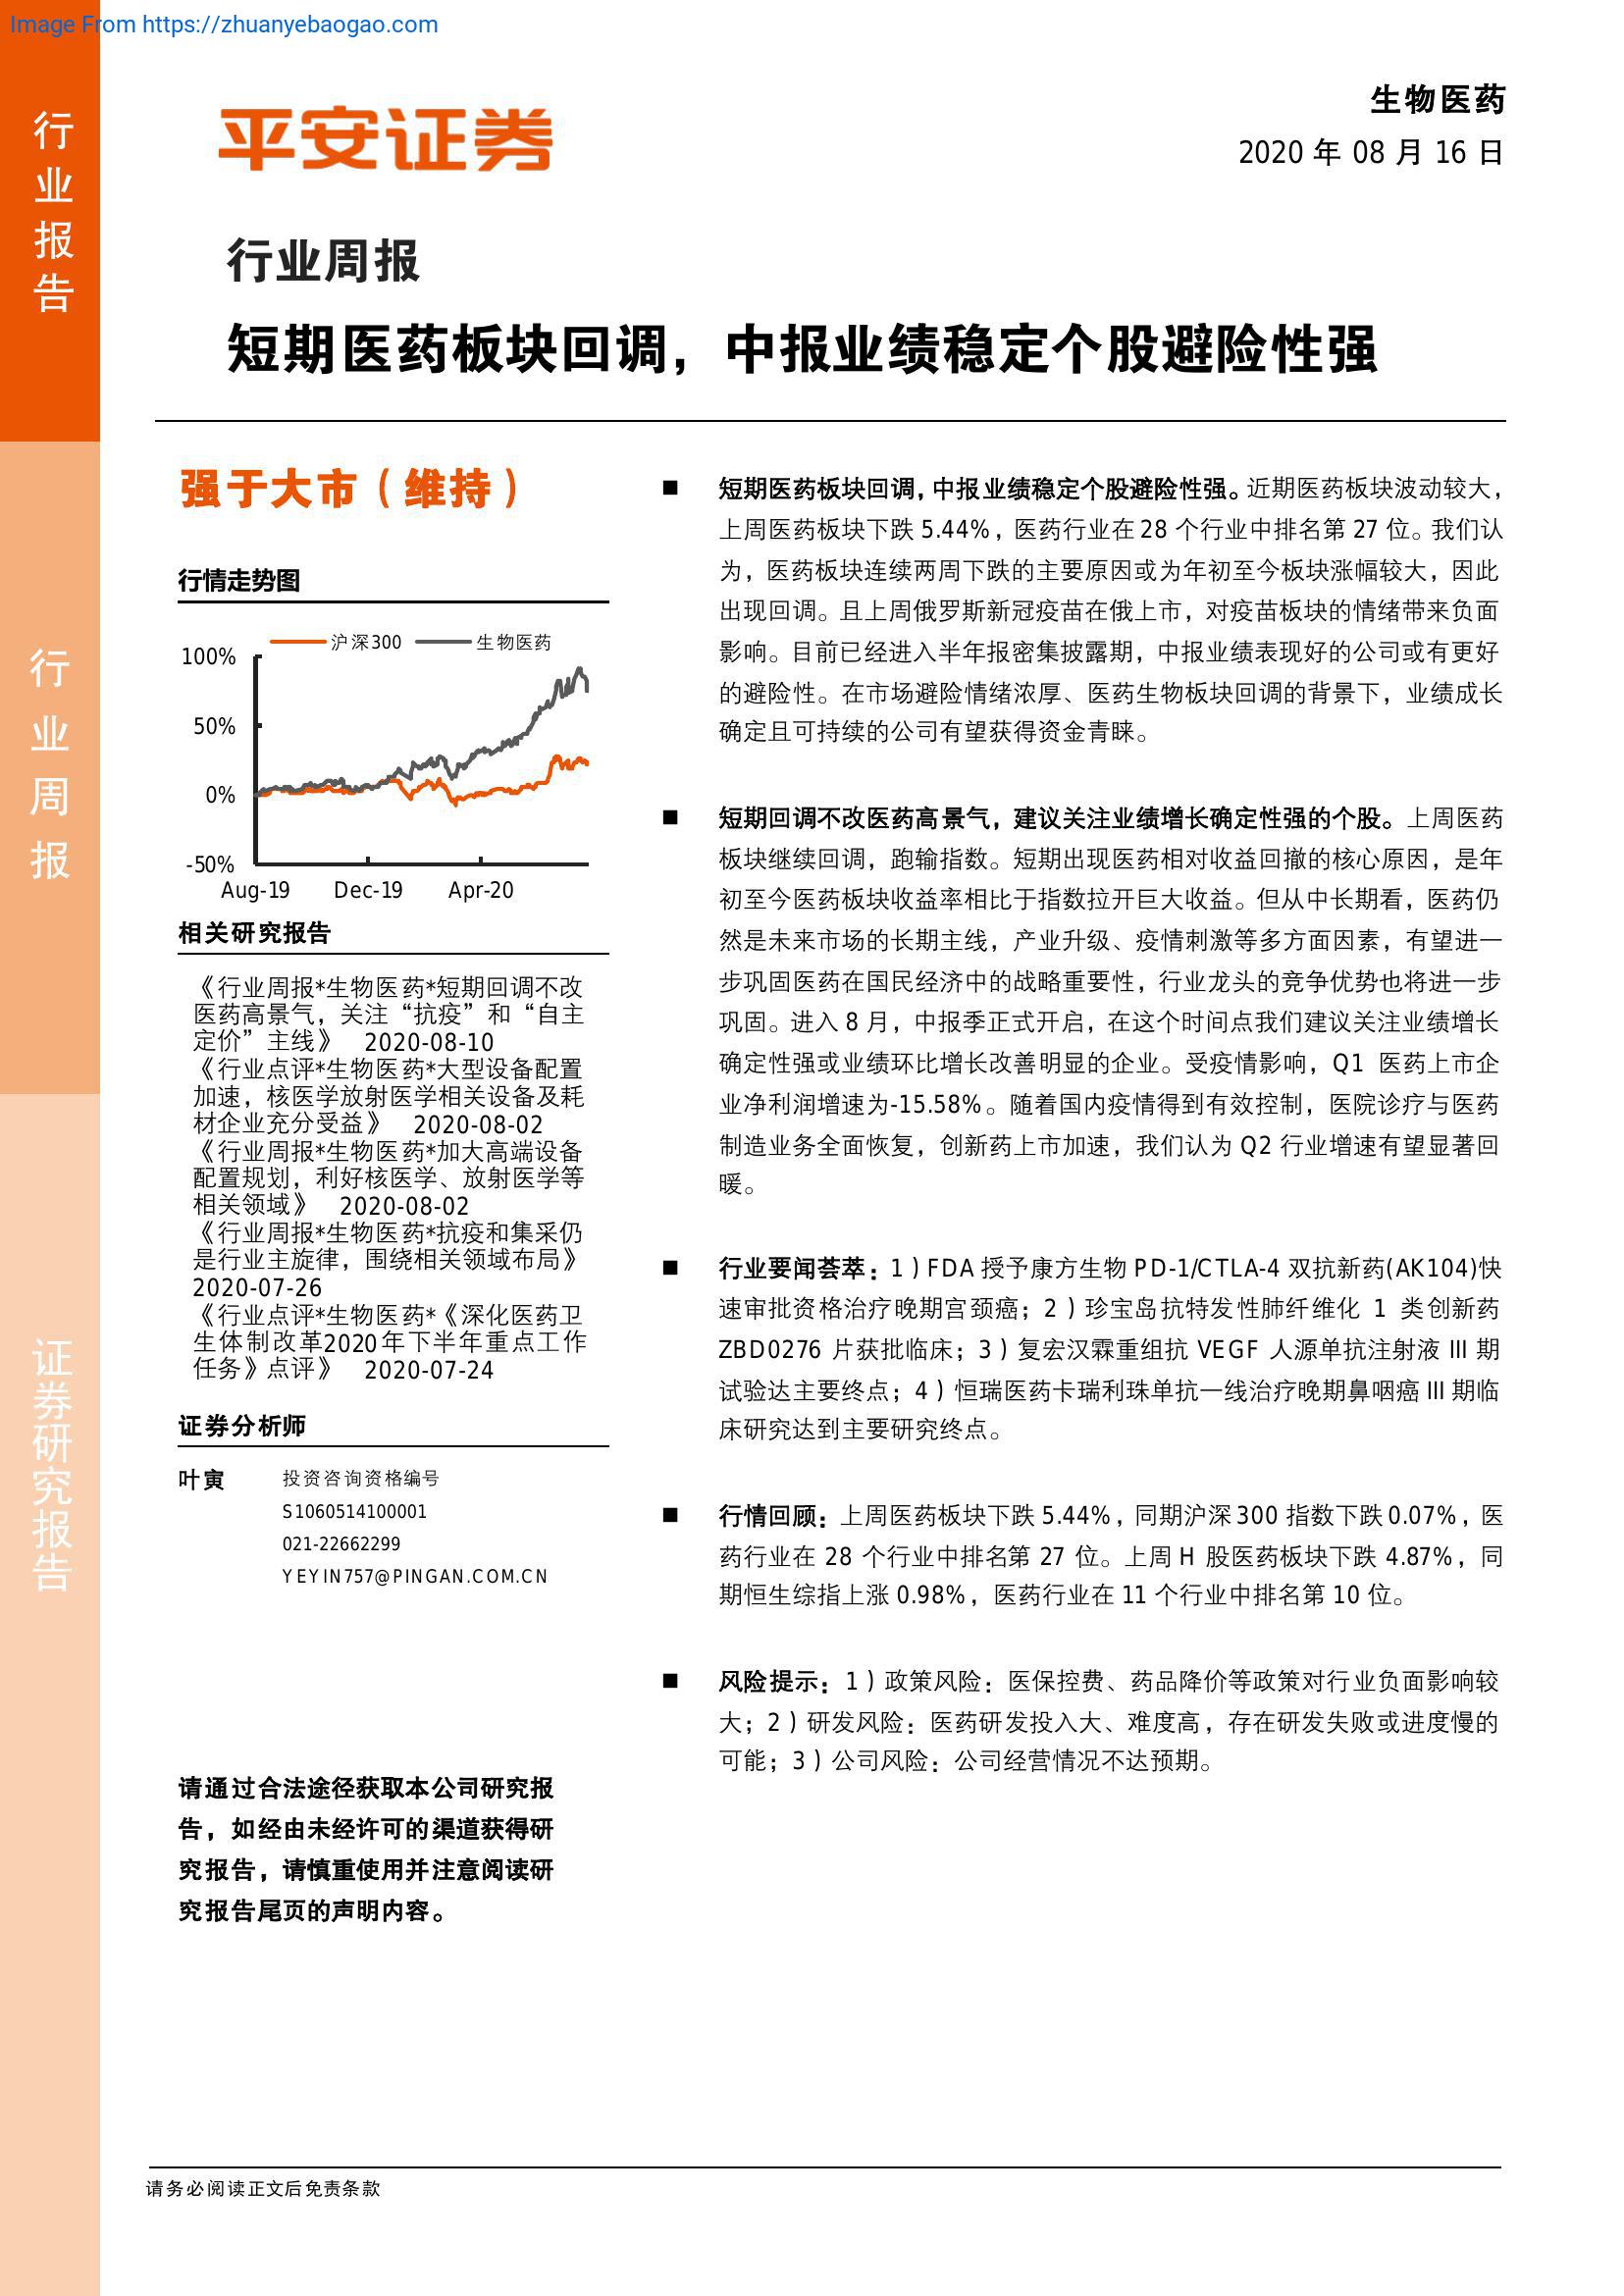 Image From https://zhuanyebaogao.com
行业报告
行业周报
证券研究报告
平安证券
生物医药
2020 年 08 月 16 日
行业周报
短期医药板块回调，中报业绩稳定个股避险性强
强于大市（维持）
行情走势图
沪深300 生物医药
100%
50%
0%
-50%
Aug-19 Dec-19 Apr-20
相关研究报告
《行业周报*生物医药*短期回调不改
医药高景气，关注“抗疫”和“自主
定价”主线》 2020-08-10
《行业点评*生物医药*大型设备配置
加速，核医学放射医学相关设备及耗
材企业充分受益》 2020-08-02
《行业周报*生物医药*加大高端设备
配置规划，利好核医学、放射医学等
相关领域》 2020-08-02
《行业周报*生物医药*抗疫和集采仍
是行业主旋律，围绕相关领域布局》
2020-07-26
《行业点评*生物医药*《深化医药卫
生体制改革2020年下半年重点工作
任务》点评》 2020-07-24
证券分析师
叶寅 投资咨询资格编号
S1060514100001
021-22662299
YEYIN757@PINGAN.COM.CN
请通过合法途径获取本公司研究报
告，如经由未经许可的渠道获得研
究报告，请慎重使用并注意阅读研
究报告尾页的声明内容。
■ 短期医药板块回调，中报业绩稳定个股避险性强。近期医药板块波动较大，
上周医药板块下跌 5.44%，医药行业在 28 个行业中排名第 27 位。我们认
为，医药板块连续两周下跌的主要原因或为年初至今板块涨幅较大，因此
出现回调。且上周俄罗斯新冠疫苗在俄上市，对疫苗板块的情绪带来负面
影响。目前已经进入半年报密集披露期，中报业绩表现好的公司或有更好
的避险性。在市场避险情绪浓厚、医药生物板块回调的背景下，业绩成长
确定且可持续的公司有望获得资金青睐。
■ 短期回调不改医药高景气，建议关注业绩增长确定性强的个股。上周医药
板块继续回调，跑输指数。短期出现医药相对收益回撤的核心原因，是年
初至今医药板块收益率相比于指数拉开巨大收益。但从中长期看，医药仍
然是未来市场的长期主线，产业升级、疫情刺激等多方面因素，有望进一
步巩固医药在国民经济中的战略重要性，行业龙头的竞争优势也将进一步
巩固。进入 8 月，中报季正式开启，在这个时间点我们建议关注业绩增长
确定性强或业绩环比增长改善明显的企业。受疫情影响，Q1 医药上市企
业净利润增速为-15.58%。随着国内疫情得到有效控制，医院诊疗与医药
制造业务全面恢复，创新药上市加速，我们认为 Q2 行业增速有望显著回
暖。
■ 行业要闻荟萃：1）FDA 授予康方生物 PD-1/CTLA-4 双抗新药(AK104)快
速审批资格治疗晚期宫颈癌；2）珍宝岛抗特发性肺纤维化 1 类创新药
ZBD0276 片获批临床；3）复宏汉霖重组抗 VEGF 人源单抗注射液 III 期
试验达主要终点；4）恒瑞医药卡瑞利珠单抗一线治疗晚期鼻咽癌 III 期临
床研究达到主要研究终点。
■ 行情回顾：上周医药板块下跌 5.44%，同期沪深 300 指数下跌 0.07%，医
药行业在 28 个行业中排名第 27 位。上周 H 股医药板块下跌 4.87%，同
期恒生综指上涨 0.98%，医药行业在 11 个行业中排名第 10 位。
■ 风险提示：1）政策风险：医保控费、药品降价等政策对行业负面影响较
大；2）研发风险：医药研发投入大、难度高，存在研发失败或进度慢的
可能；3）公司风险：公司经营情况不达预期。
请务必阅读正文后免责条款